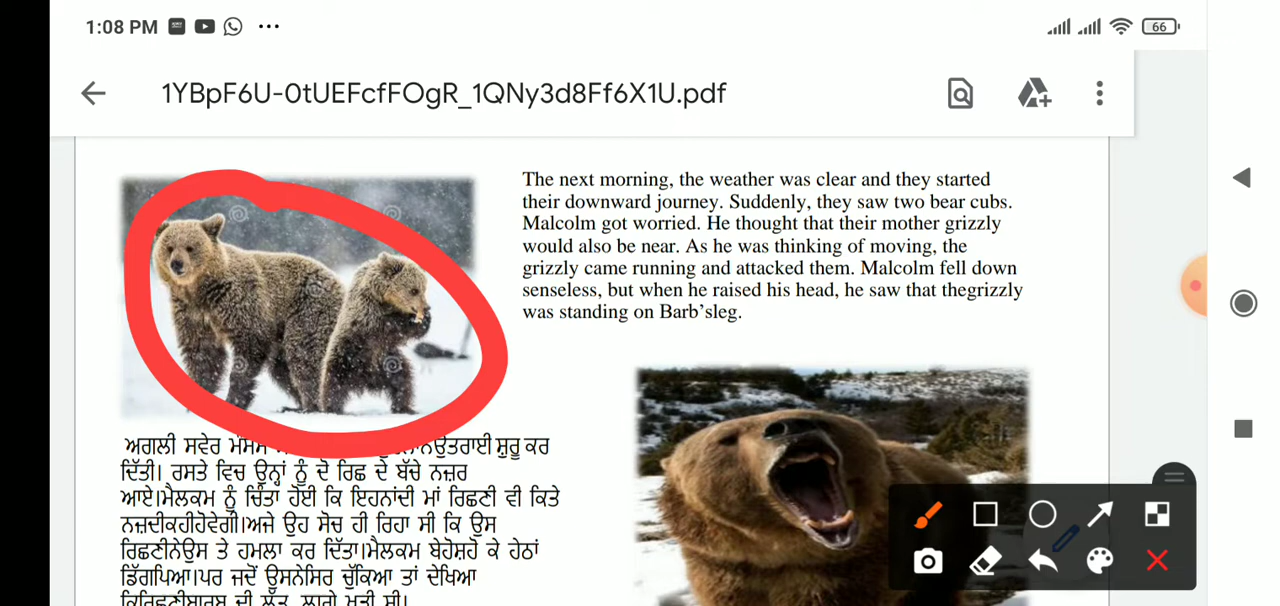 1:08 PM
66
1YBpF6U-0tUEFcfFOgR_1QNy3d8Ff6X1U.pdf
The next morning, the weather was clear and they started
their downward journey. Suddenly, they saw two bear cubs.
Malcolm got worried. He thought that their mother grizzly
would also be near. As he was thinking of moving, the
grizzly came running and attacked them. Malcolm fell down
senseless, but when he raised his head, he saw that thegrizzly
was standing on Barb'sleg.
ਅਗਲੀ ਸਵੇਰ ਸ਼ੁਰੂ ਕਰ
ਦਿੱਤੀ। ਰਸਤੇ ਵਿਚ ਉਨ੍ਹਾਂ ਨੂੰ ਦੋ ਰਿਛ ਦੇ ਬੱਚੇ ਨਜ਼ਰ
ਆਏ।ਮੈਲਕਮ ਨੂੰ ਚਿੰਤਾ ਹੋਈ ਕਿ ਇਹਨਾਂਦੀ ਮਾਂ ਰਿਛਣੀ ਵੀ ਕਿਤੇ
ਨਜ਼ਦੀਕਹੀਹੋਵੇਗੀ।ਅਜੇ ਉਹ ਸੋਚ ਹੀ ਰਿਹਾ ਸੀ ਕਿ ਉਸ
ਰਿਛਣੀਨੇਉਸ ਤੇ ਹਮਲਾ ਕਰ ਦਿੱਤਾ।ਮੈਲਕਮ ਬੇਹੋਸ਼ਹੋ ਕੇ ਹੇਠਾਂ
ਡਿੱਗਪਿਆ।ਪਰ ਜਦੋਂ ਉਸਨੇਸਿਰ ਚੁੱਕਿਆ ਤਾਂ ਦੇਖਿਆ
ਕਿਰਿਛਣੀਬਾਰਬ ਦੀ ਲੱਤ